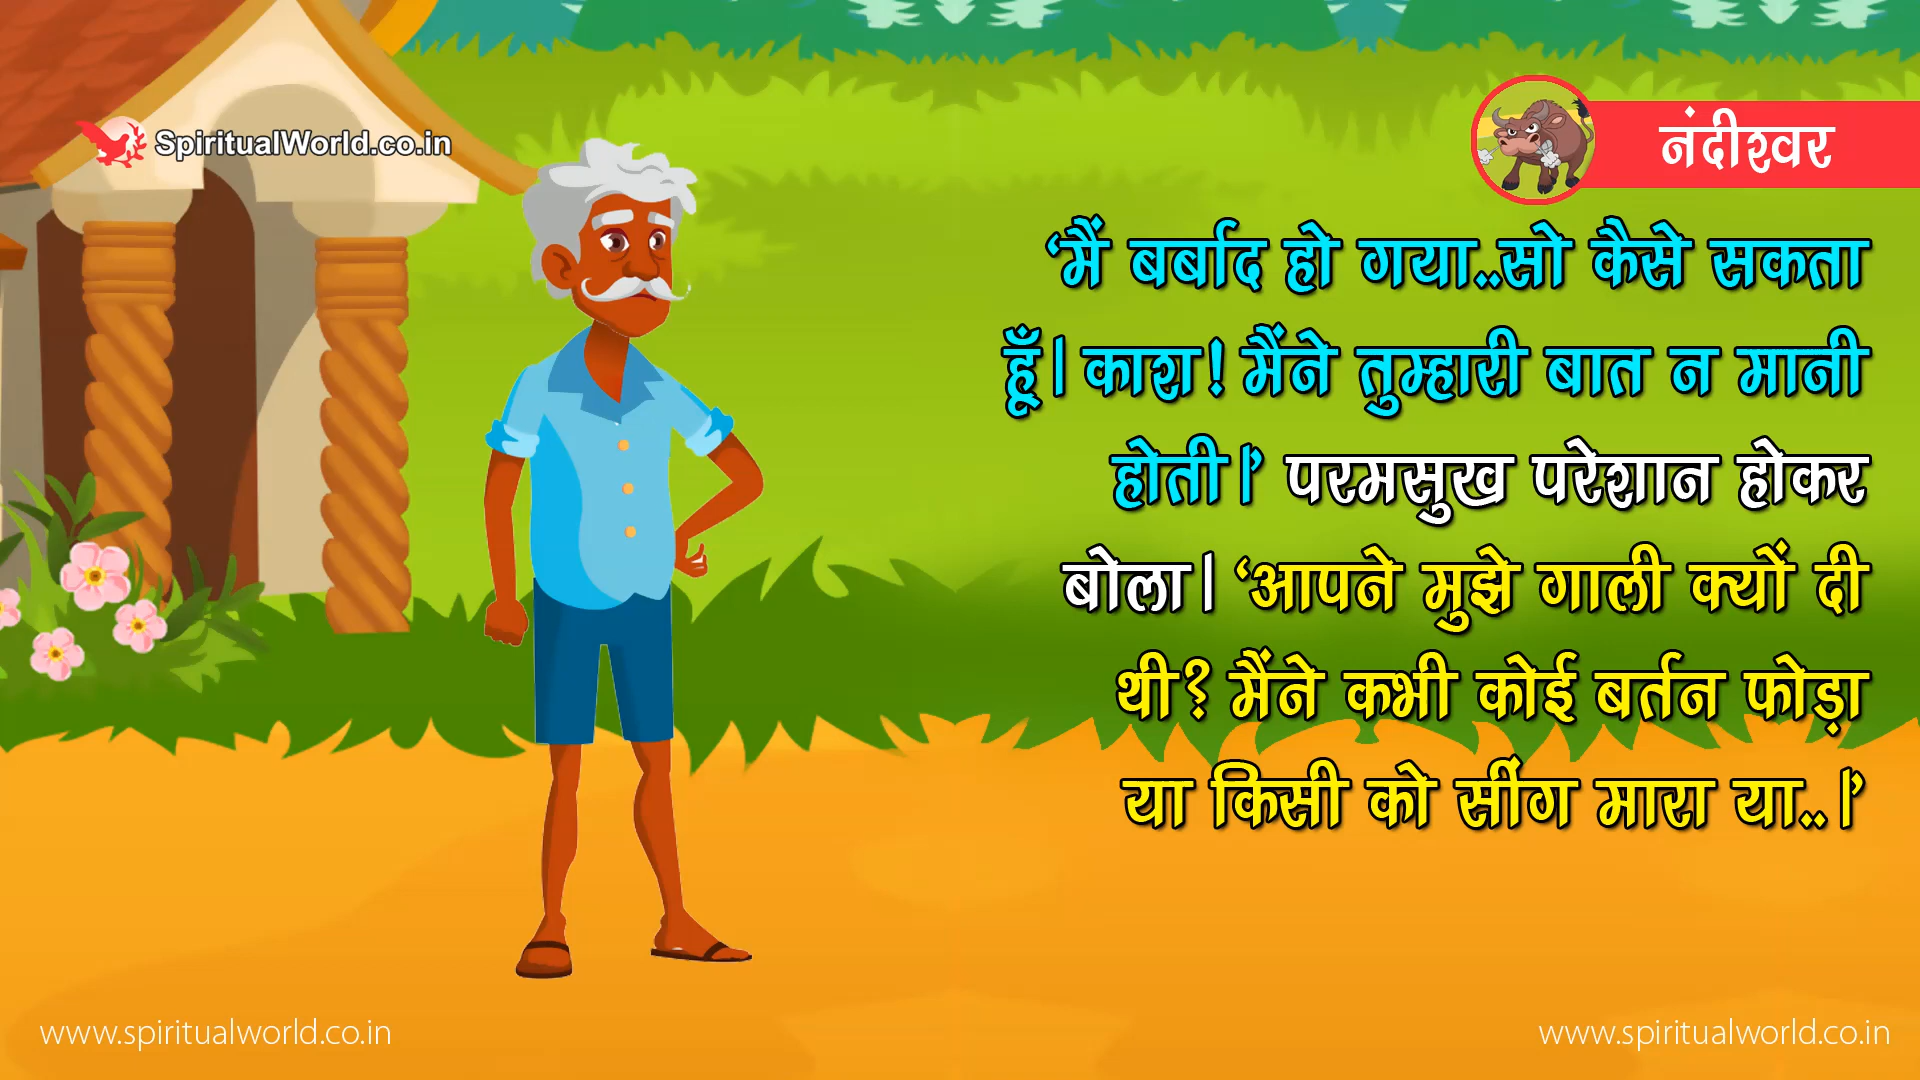 SpiritualWorld.co.in
नंदीश्वर
‘मैं बर्बाद हो गया..सो कैसे सकता
हूँ। काश! मैंने तुम्हारी बात न मानी
होती।’ परमसुख परेशान होकर
बोला। ‘आपने मुझे गाली क्यों दी
थी? मैंने कभी कोई बर्तन फोड़ा
या किसी को सींग मारा या..।’
www.spiritualworld.co.in
www.spiritualworld.co.in